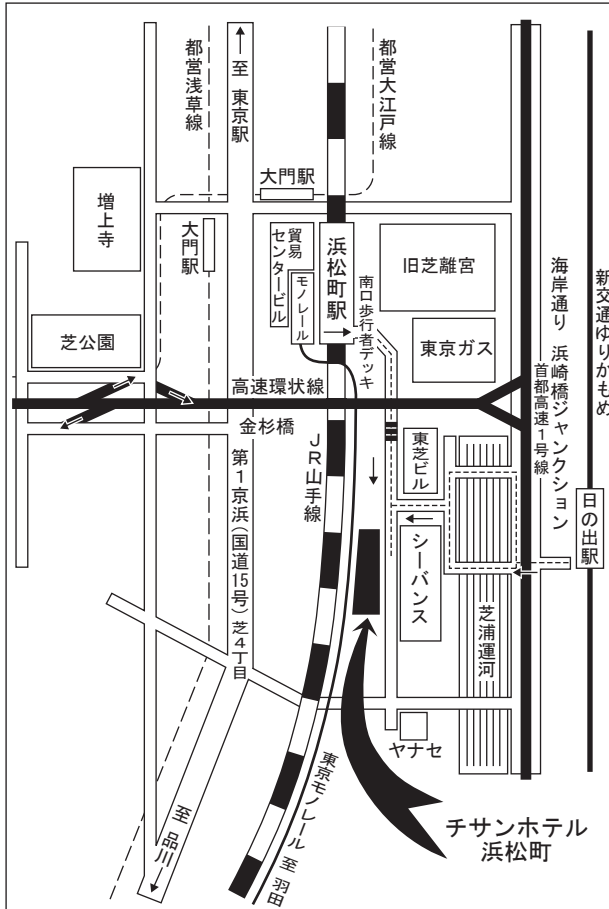 都営浅草線
至 東京駅
都営大江戸線
大門駅
増上寺
大門駅
貿易
センタービル
モノレール
浜松町駅
南口歩行者デッキ
旧芝離宮
東京ガス
海岸通り 浜崎橋ジャンクション
首都高速1号線
新交通ゆりかもめ
芝公園
高速環状線
金杉橋
JR山手線
東芝ビル
日の出駅
第1京浜(国道15号)芝4丁目
シーバンス
芝浦運河
ヤナセ
東京モノレール 至 羽田
至 品川
チサンホテル
浜松町